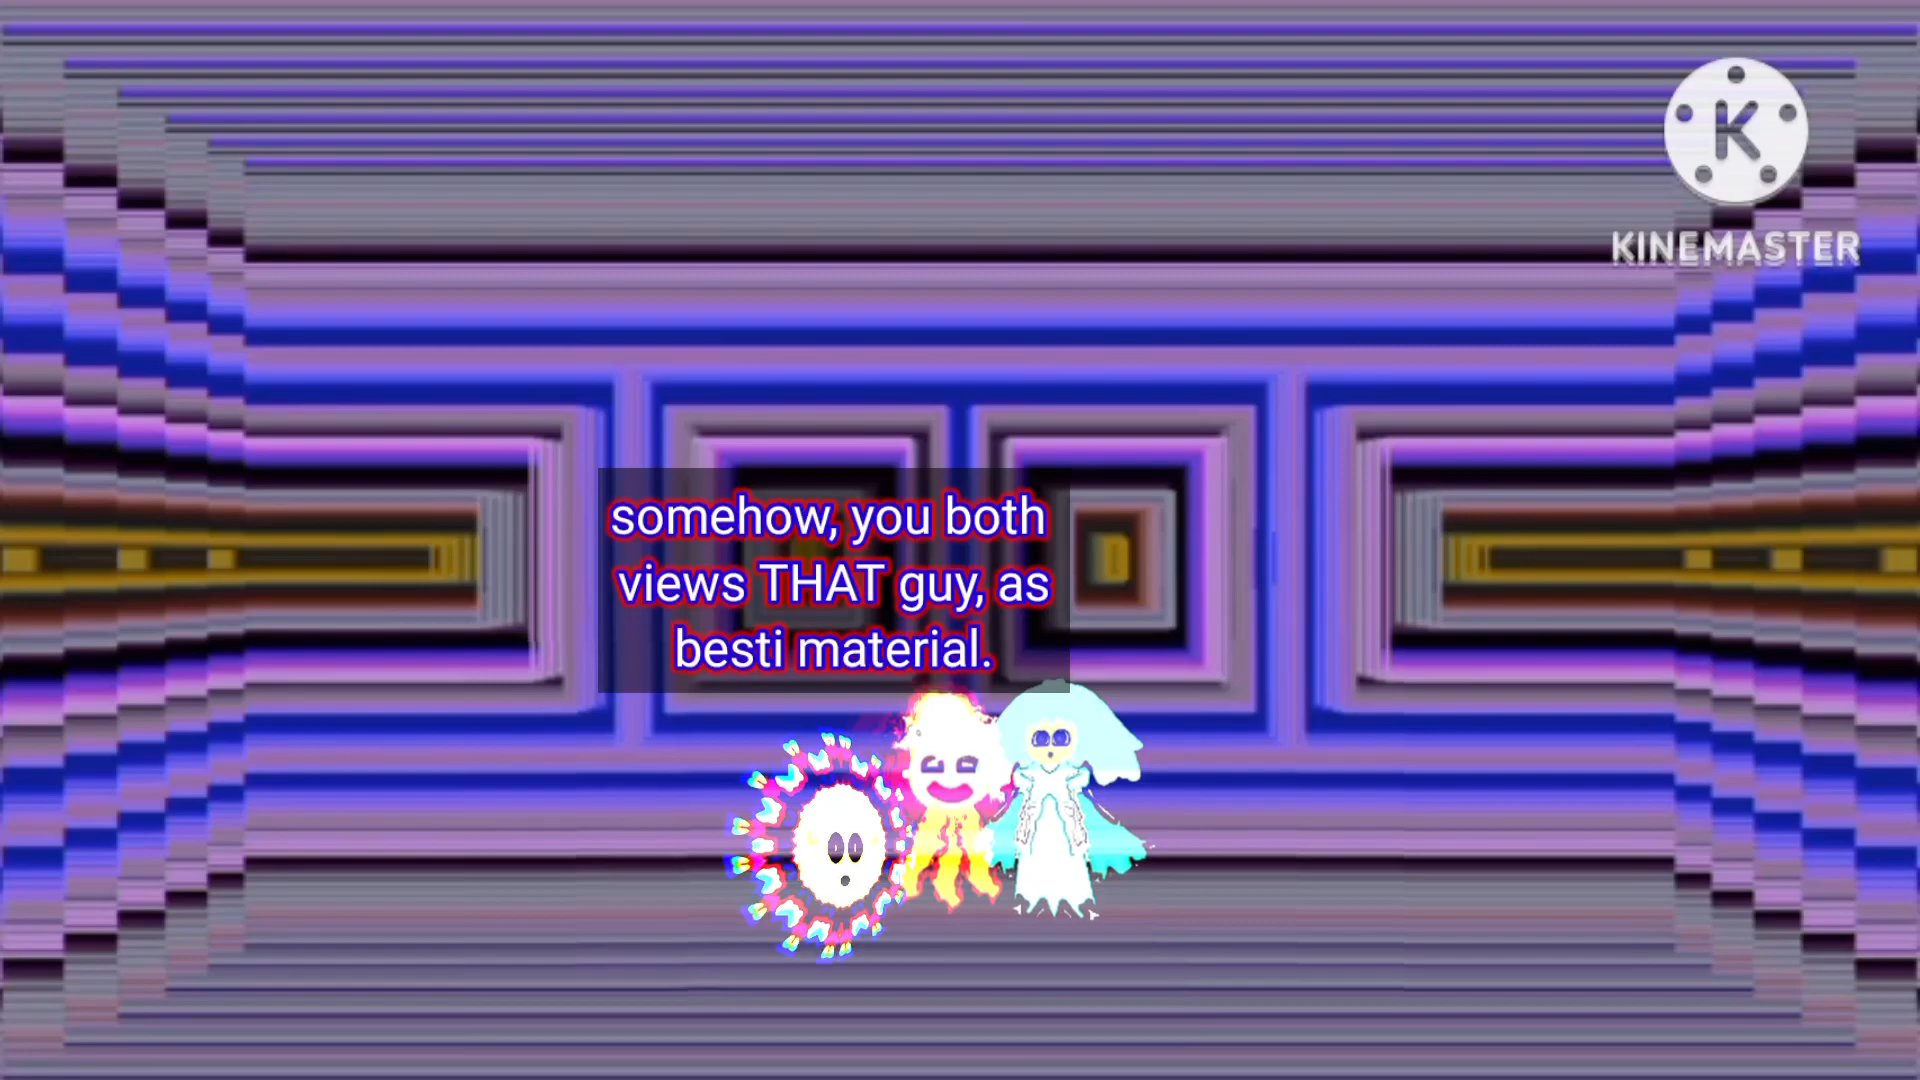 K
KINEMASTER
somehow, you both
views THAT guy, as
besti material.